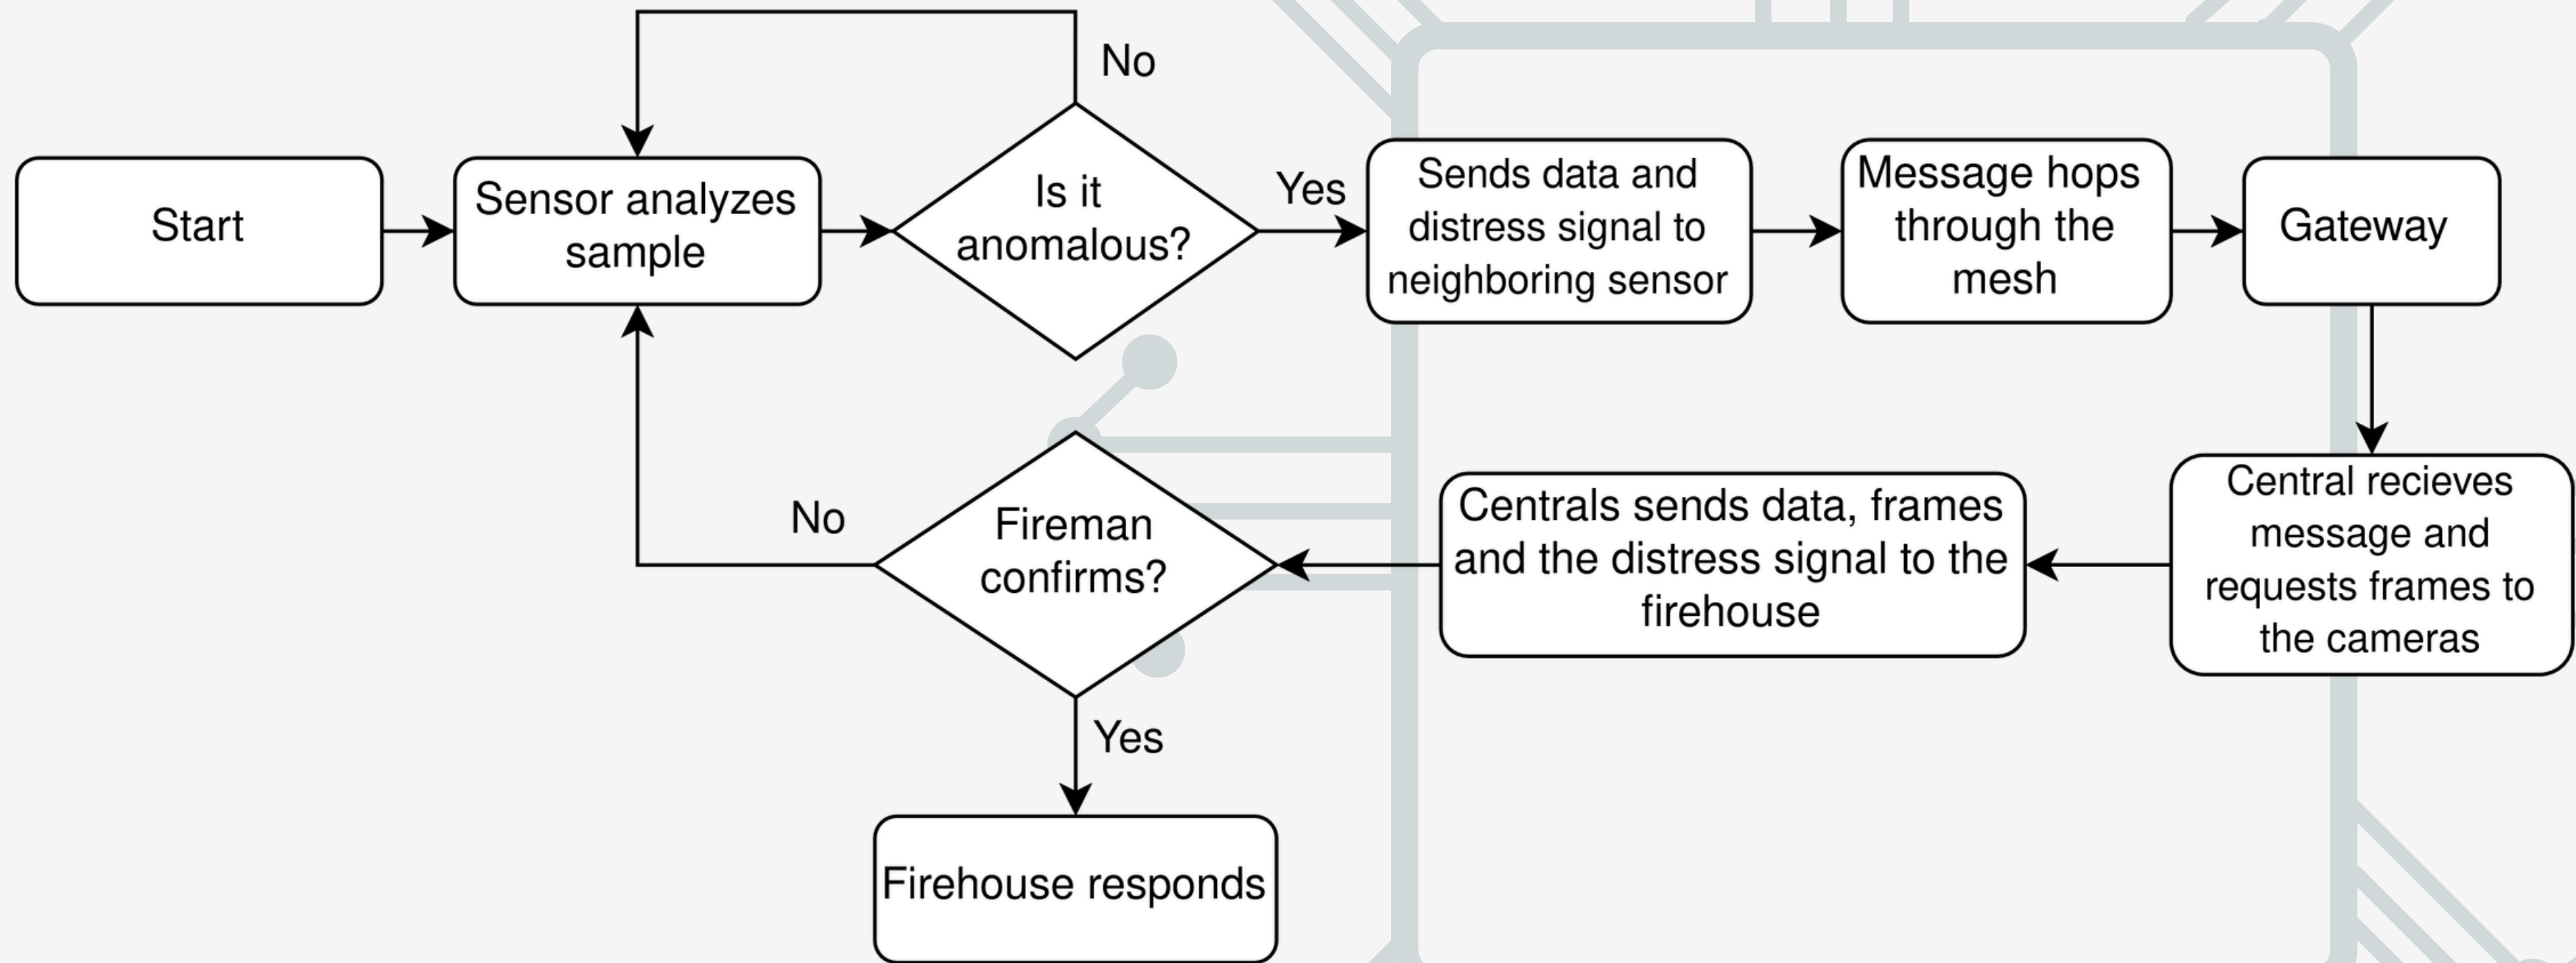 No
Start
Sensor analyzes
sample
Is it
anomalous?
Yes
Sends data and
distress signal to
neighboring sensor
Message hops
through the
mesh
Gateway
Central recieves
message and
requests frames to
the cameras
Centrals sends data, frames
and the distress signal to the
firehouse
Fireman
confirms?
No
Yes
Firehouse responds